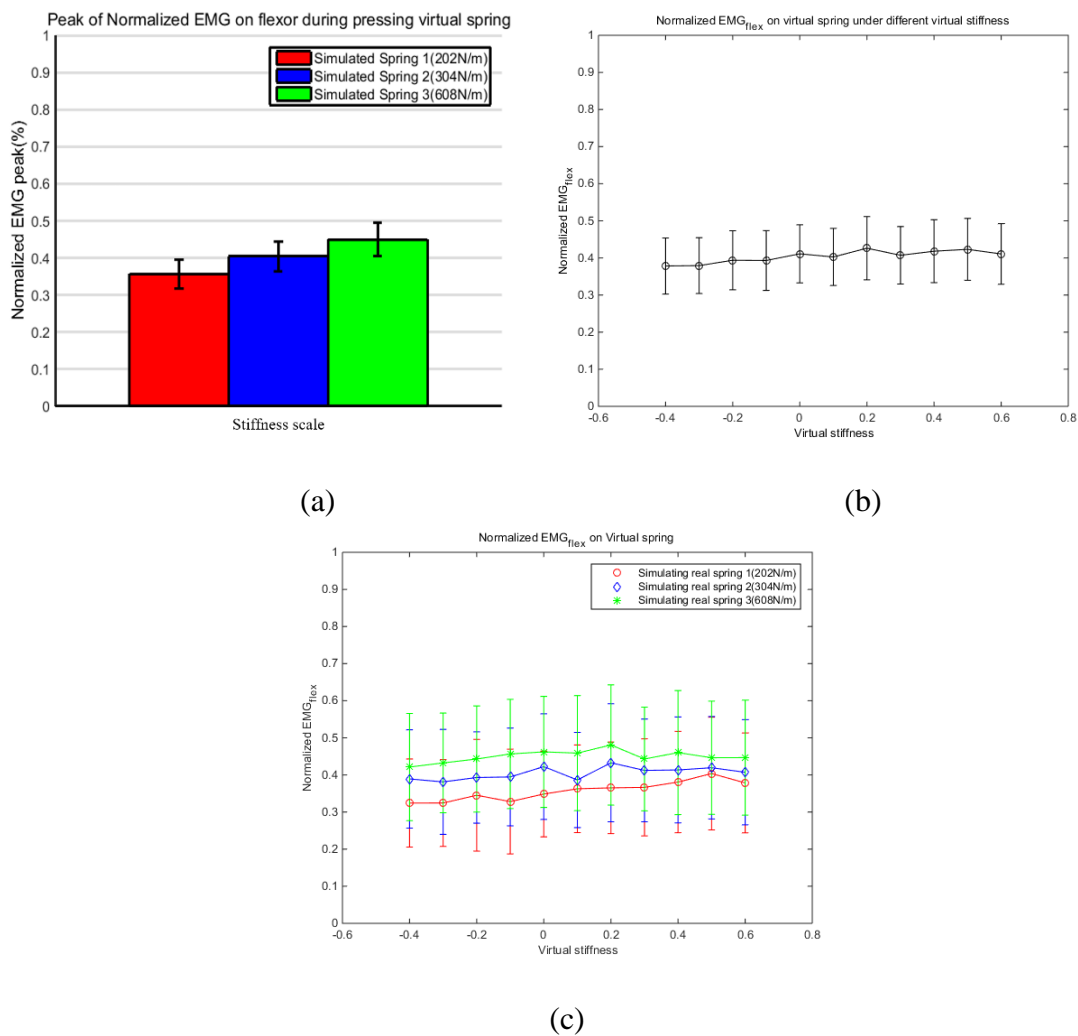 Peak of Normalized EMG on flexor during pressing virtual spring
1
0.9
0.8
0.7
0.6
0.5
0.4
0.3
0.2
0.1
0
Normalized EMG peak(%)
Simulated Spring 1(202N/m)
Simulated Spring 2(304N/m)
Simulated Spring 3(608N/m)
Stiffness scale
(a)
Normalized EMGflex on virtual spring under different virtual stiffness
1
0.9
0.8
0.7
0.6
0.5
0.4
0.3
0.2
0.1
0
Normalized EMGflex
-0.6 -0.4 -0.2 0 0.2 0.4 0.6 0.8
Virtual stiffness
(b)
Normalized EMGflex on Virtual spring
1
0.9
0.8
0.7
0.6
0.5
0.4
0.3
0.2
0.1
0
Normalized EMGflex
Simulating real spring 1(202N/m)
Simulating real spring 2(304N/m)
Simulating real spring 3(608N/m)
-0.6 -0.4 -0.2 0 0.2 0.4 0.6 0.8
Virtual stiffness
(c)